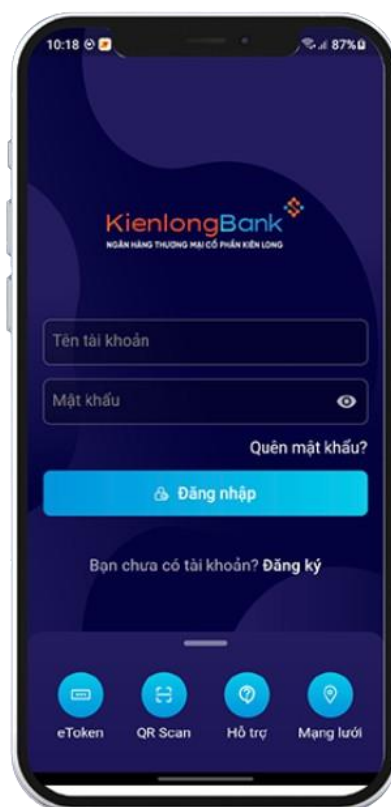 10:18
87%
KienlongBank
NGÂN HÀNG THƯƠNG MẠI CỔ PHẦN KIÊN LONG
Tên tài khoản
Mật khẩu
Quên mật khẩu?
Đăng nhập
Bạn chưa có tài khoản? Đăng ký
eToken QR Scan Hỗ trợ Mạng lưới